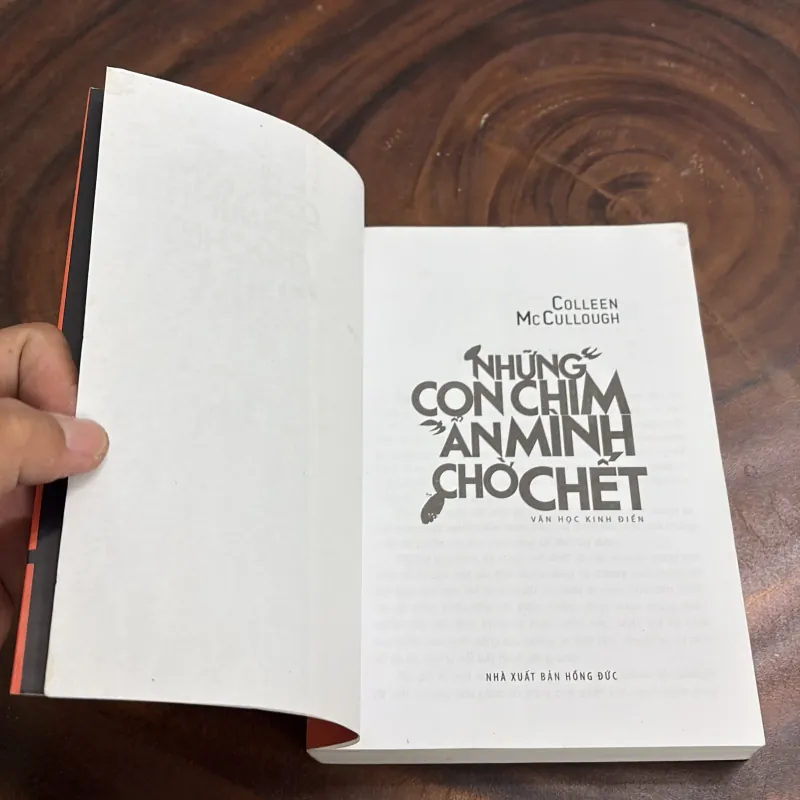 COLLEEN
MCCULLOUGH
NHỮNG
CON CHIM
ẨN MÌNH
CHỜ CHẾT
VĂN HỌC KINH ĐIỂN
NHÀ XUẤT BẢN HỒNG ĐỨC